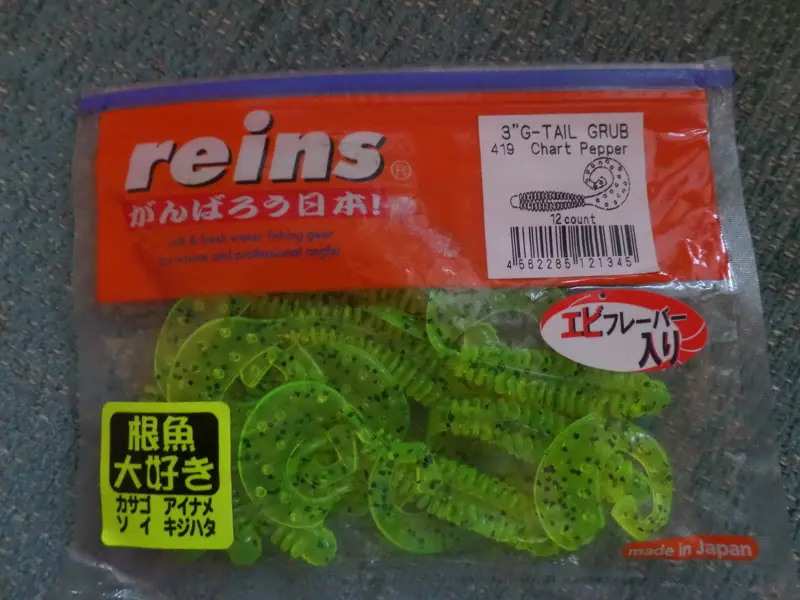 reins®
がんばろう日本!
salt & fresh water fishing gear
for novice and professional angler
3"G-TAIL GRUB
419 Chart Pepper
12 count
4 562285 121345
エビフレーバー
入り
根魚
大好き
カサゴ アイナメ
ソイ キジハタ
made in Japan